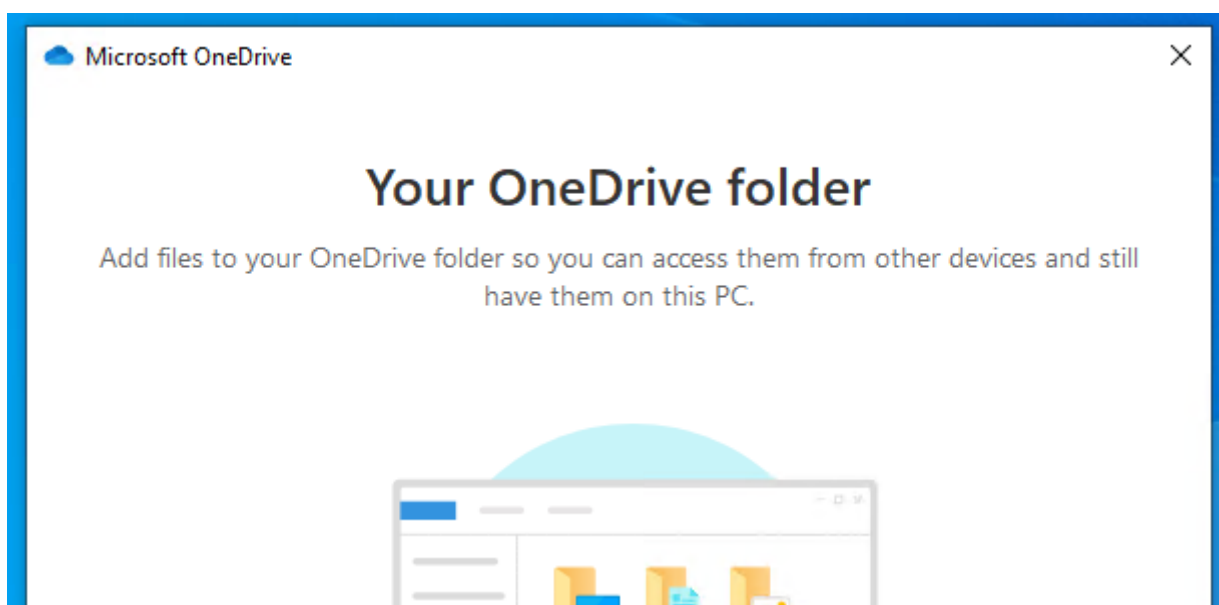 Microsoft OneDrive
Your OneDrive folder
Add files to your OneDrive folder so you can access them from other devices and still
have them on this PC.